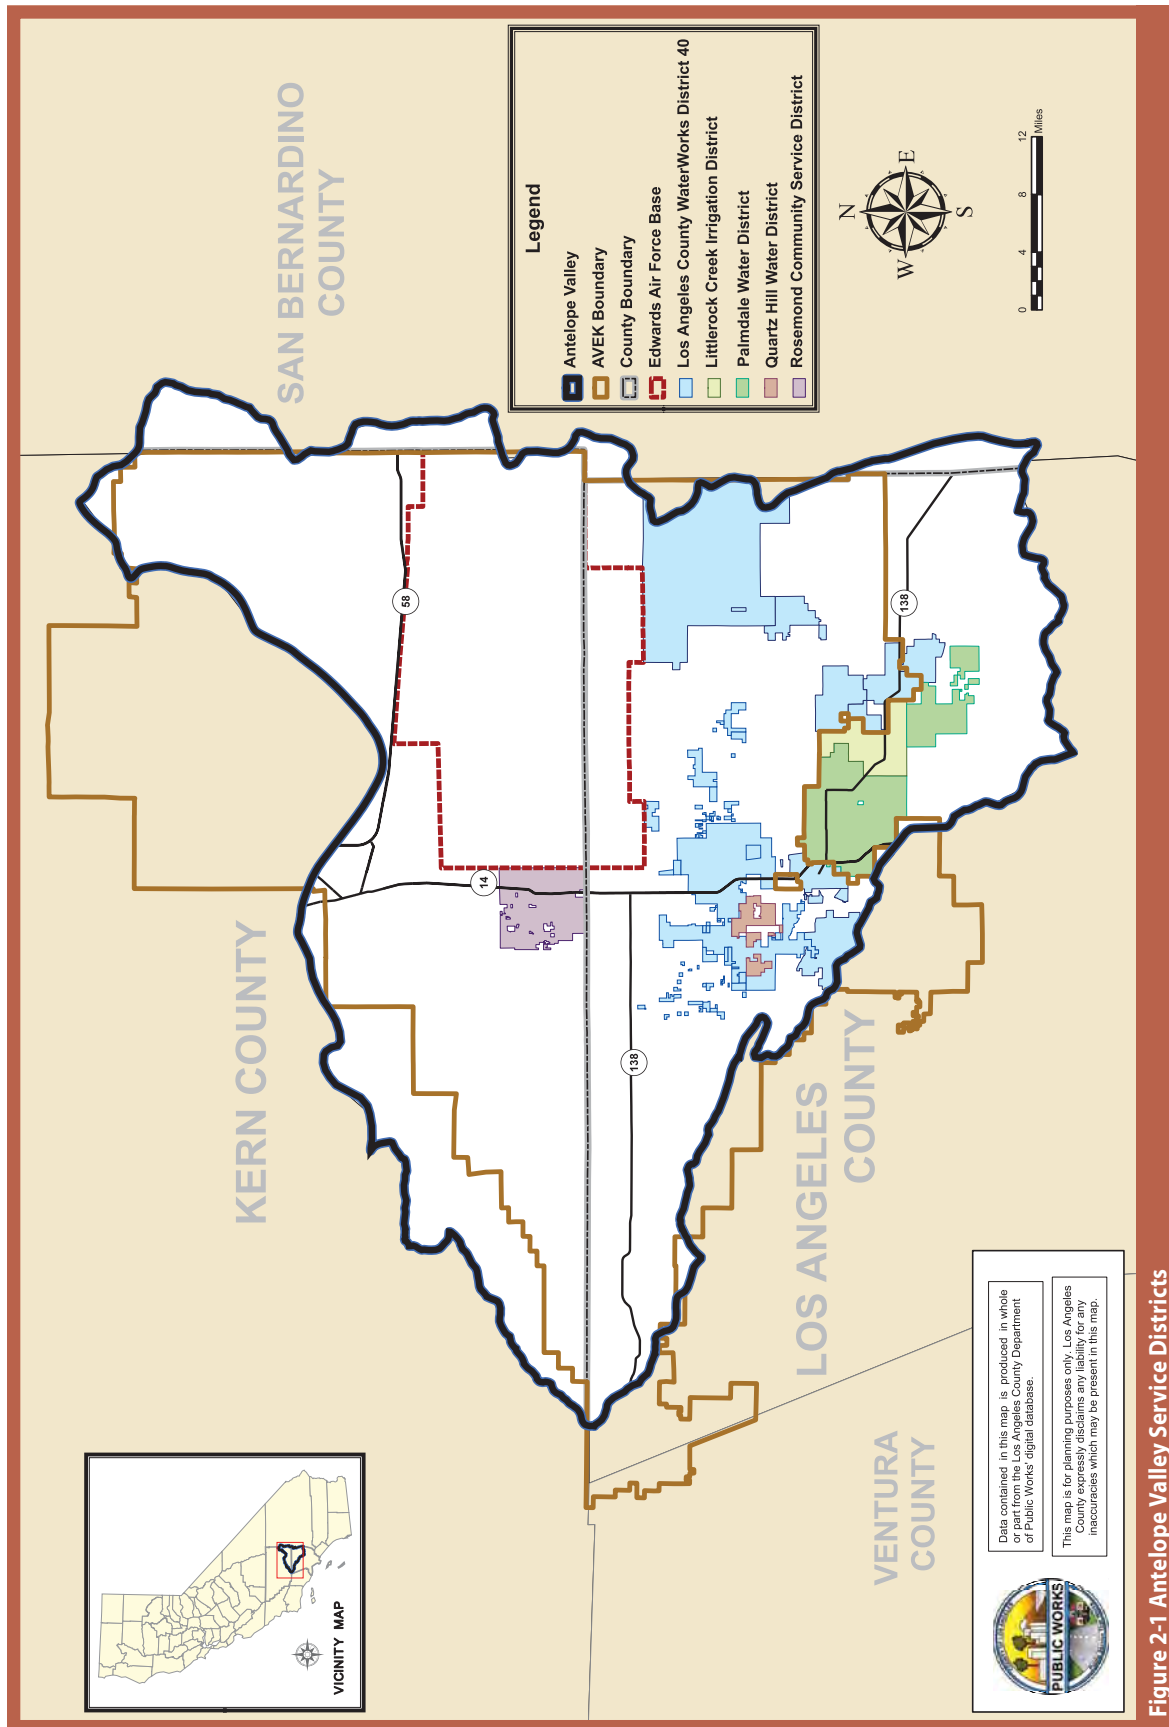 SAN BERNARDINO
COUNTY
KERN COUNTY
LOS ANGELES
COUNTY
VENTURA
COUNTY
58
14
138
138
Legend
Antelope Valley
AVEK Boundary
County Boundary
Edwards Air Force Base
Los Angeles County WaterWorks District 40
Littlerock Creek Irrigation District
Palmdale Water District
Quartz Hill Water District
Rosemond Community Service District
N
W
E
S
0 4 8 12
Miles
VICINITY MAP
PUBLIC WORKS
Data contained in this map is produced in whole
or part from the Los Angeles County Department
of Public Works' digital database.
This map is for planning purposes only. Los Angeles
County expressly disclaims any liability for any
inaccuracies which may be present in this map.
Figure 2-1 Antelope Valley Service Districts